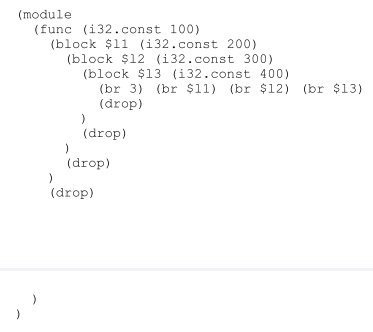 (module
  (func (i32.const 100)
    (block $l1 (i32.const 200)
      (block $l2 (i32.const 300)
        (block $l3 (i32.const 400)
          (br 3) (br $l1) (br $l2) (br $l3)
          (drop)
        )
        (drop)
      )
      (drop)
    )
    (drop)
  )
)